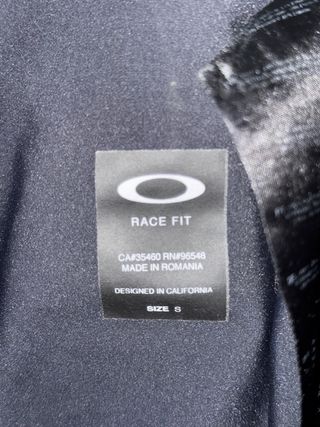 RACE FIT
CA#35460 RN#96548
MADE IN ROMANIA
DESIGNED IN CALIFORNIA
SIZE S